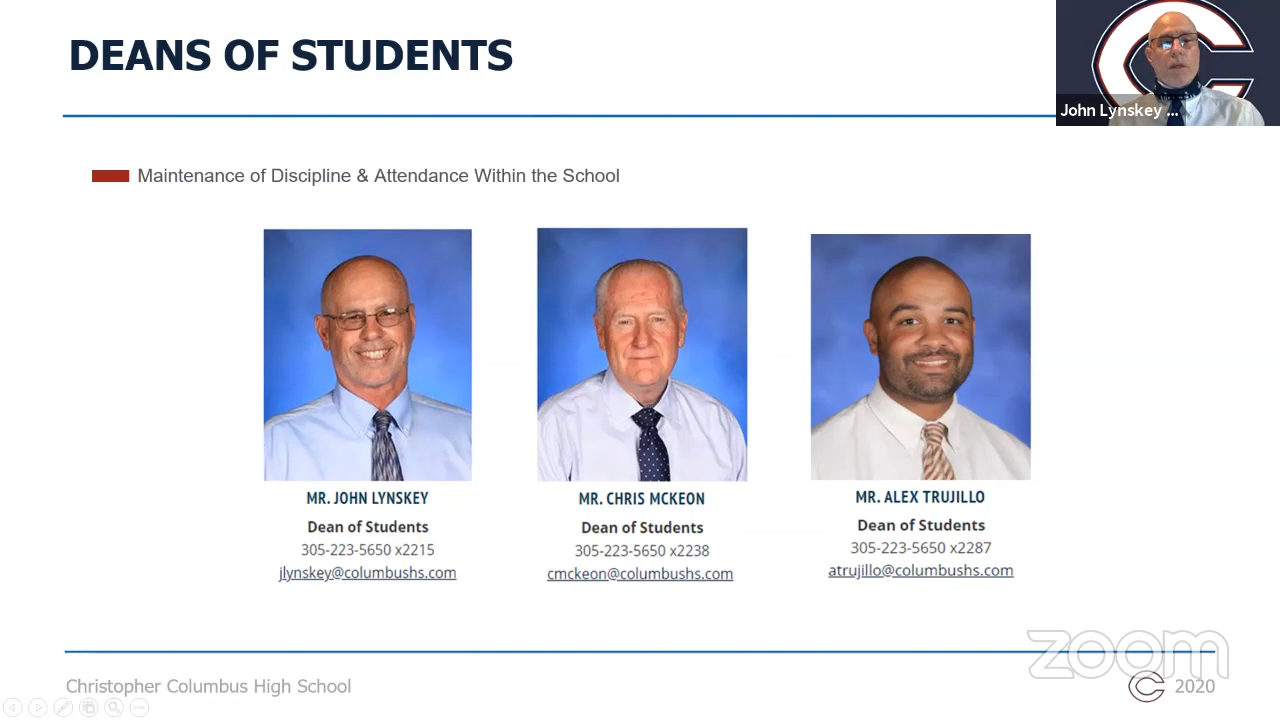 DEANS OF STUDENTS
John Lynskey ...
Maintenance of Discipline & Attendance Within the School
MR. JOHN LYNSKEY
Dean of Students
305-223-5650 x2215
jlynskey@columbushs.com
MR. CHRIS MCKEON
Dean of Students
305-223-5650 x2238
cmckeon@columbushs.com
MR. ALEX TRUJILLO
Dean of Students
305-223-5650 x2287
atrujillo@columbushs.com
zoom
Christopher Columbus High School
C 2020